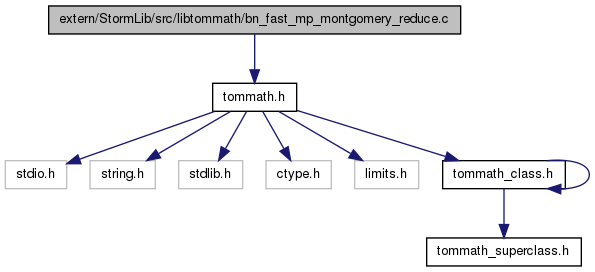 extern/StormLib/src/libtommath/bn_fast_mp_montgomery_reduce.c
tommath.h
stdio.h
string.h
stdlib.h
ctype.h
limits.h
tommath_class.h
tommath_superclass.h